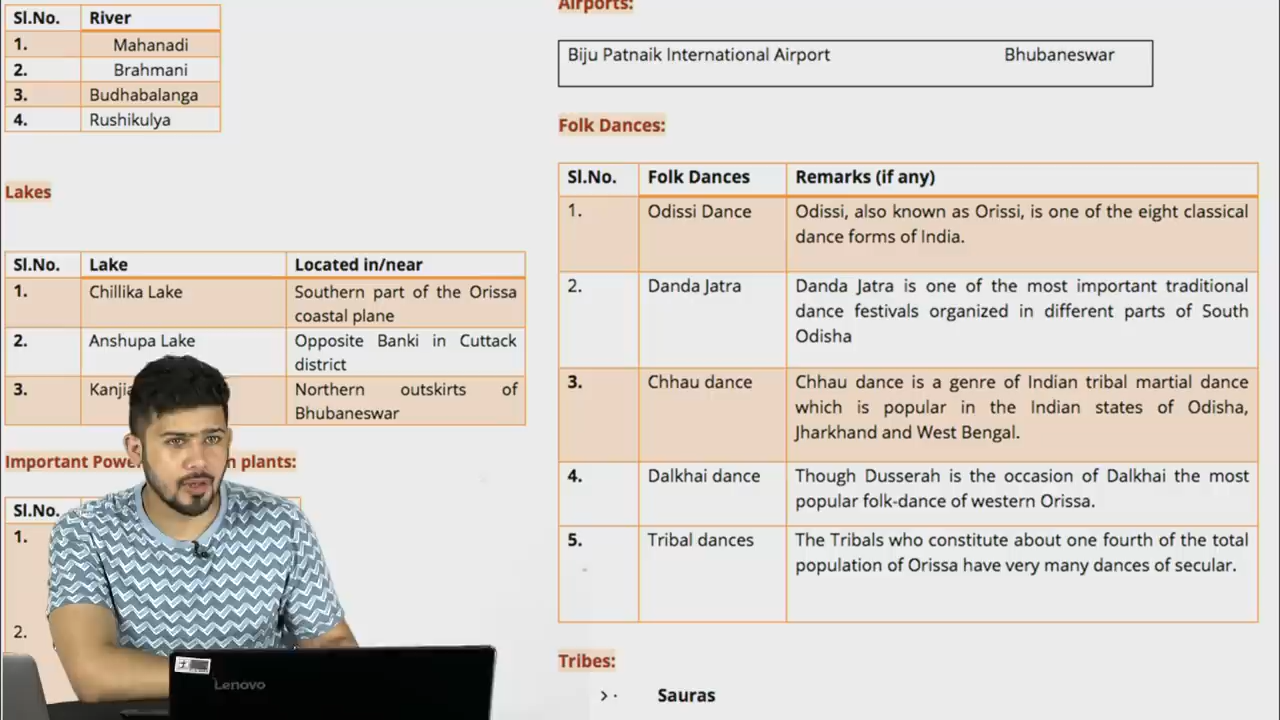 Sl.No. River
1. Mahanadi
2. Brahmani
3. Budhabalanga
4. Rushikulya
Lakes
Sl.No. Lake Located in/near
1. Chillika Lake Southern part of the Orissa
coastal plane
2. Anshupa Lake Opposite Banki in Cuttack
district
3. Northern outskirts of
Bhubaneswar
Important plants:
Sl.No.
1.
2.
Airports:
Biju Patnaik International Airport Bhubaneswar
Folk Dances:
Sl.No. Folk Dances Remarks (if any)
1. Odissi Dance Odissi, also known as Orissi, is one of the eight classical
dance forms of India.
2. Danda Jatra Danda Jatra is one of the most important traditional
dance festivals organized in different parts of South
Odisha
3. Chhau dance Chhau dance is a genre of Indian tribal martial dance
which is popular in the Indian states of Odisha,
Jharkhand and West Bengal.
4. Dalkhai dance Though Dusserah is the occasion of Dalkhai the most
popular folk-dance of western Orissa.
5. Tribal dances The Tribals who constitute about one fourth of the total
population of Orissa have very many dances of secular.
Tribes:
Sauras
Lenovo